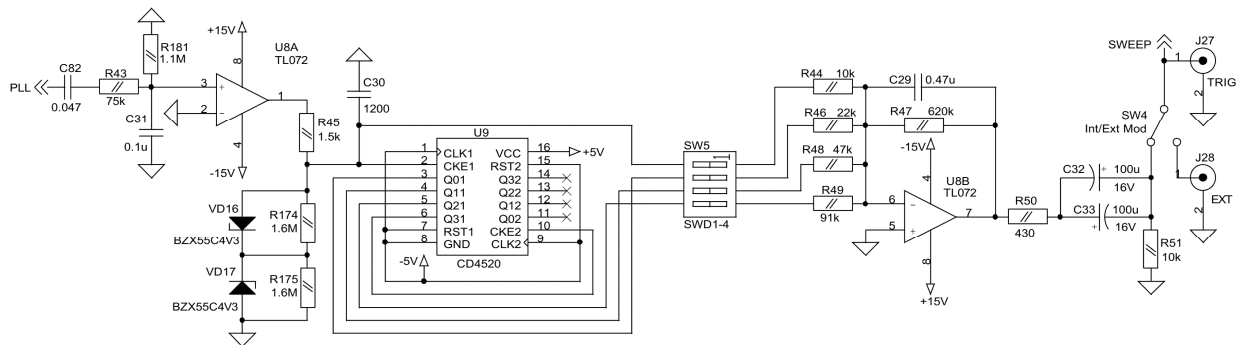 PLL
C82
0.047
R43
75k
R181
1.1M
C31
0.1u
+15V
8
3
+
2
−
1
4
-15V
U8A
TL072
R45
1.5k
C30
1200
VD16
BZX55C4V3
R174
1.6M
VD17
BZX55C4V3
R175
1.6M
U9
1 CLK1 VCC 16 +5V
2 CKE1 RST2 15
3 Q01 Q32 14
4 Q11 Q22 13
5 Q21 Q12 12
6 Q31 Q02 11
7 RST1 CKE2 10
8 GND CLK2 9
-5V
CD4520
SW5
1
SWD1-4
R44 10k
R46 22k
R48 47k
R49
91k
C29 0.47u
R47 620k
-15V
4
U8B
TL072
6
−
5
+
7
8
+15V
R50
430
C32 + 100u
16V
C33 100u
+ 16V
R51
10k
SWEEP
SW4
Int/Ext Mod
J27
1
2
TRIG
J28
1
2
EXT